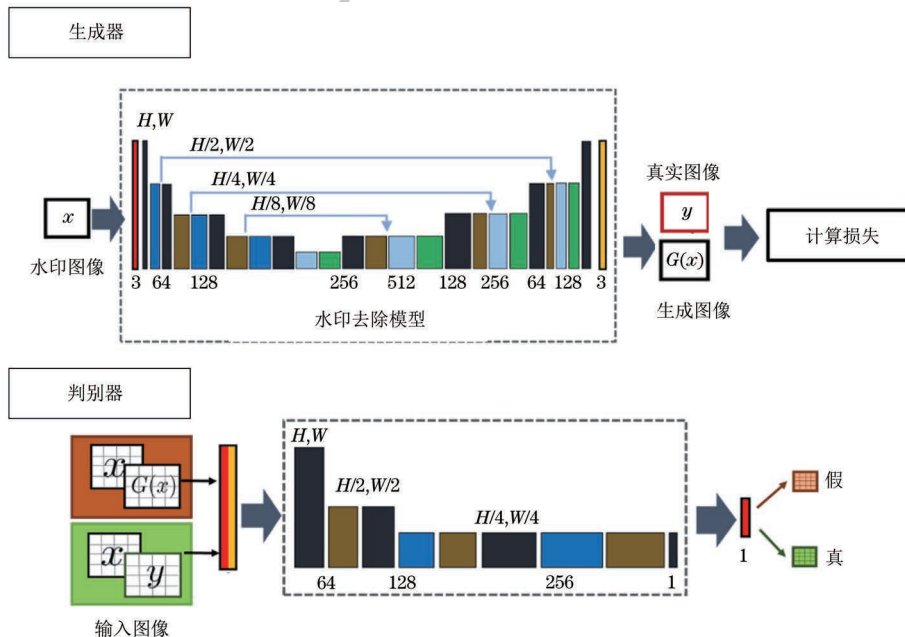 生成器
H,W
H/2,W/2
H/4,W/4
H/8,W/8
x
水印图像
3 64 128 256 512 128 256 64 128 3
水印去除模型
真实图像
y
G(x)
生成图像
计算损失
判别器
x
G(x)
x
y
输入图像
H,W
H/2,W/2
H/4,W/4
64 128 256 1
1
假
真